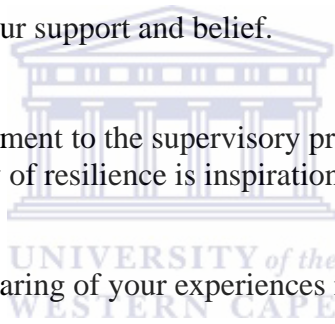 ur support and belief.
ment to the supervisory pr
of resilience is inspiration
UNIVERSITY of the
aring of your experiences
WESTERN CAPE